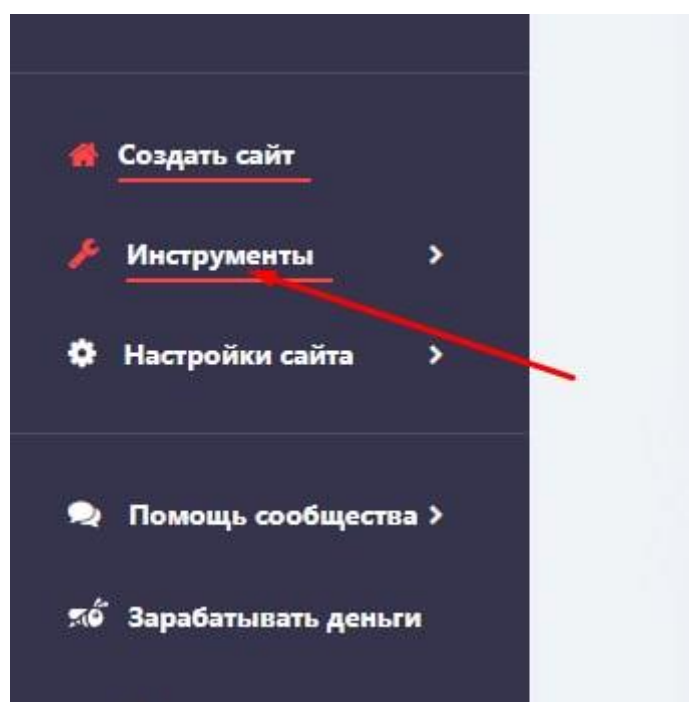 Создать сайт
Инструменты
Настройки сайта
Помощь сообщества
Зарабатывать деньги